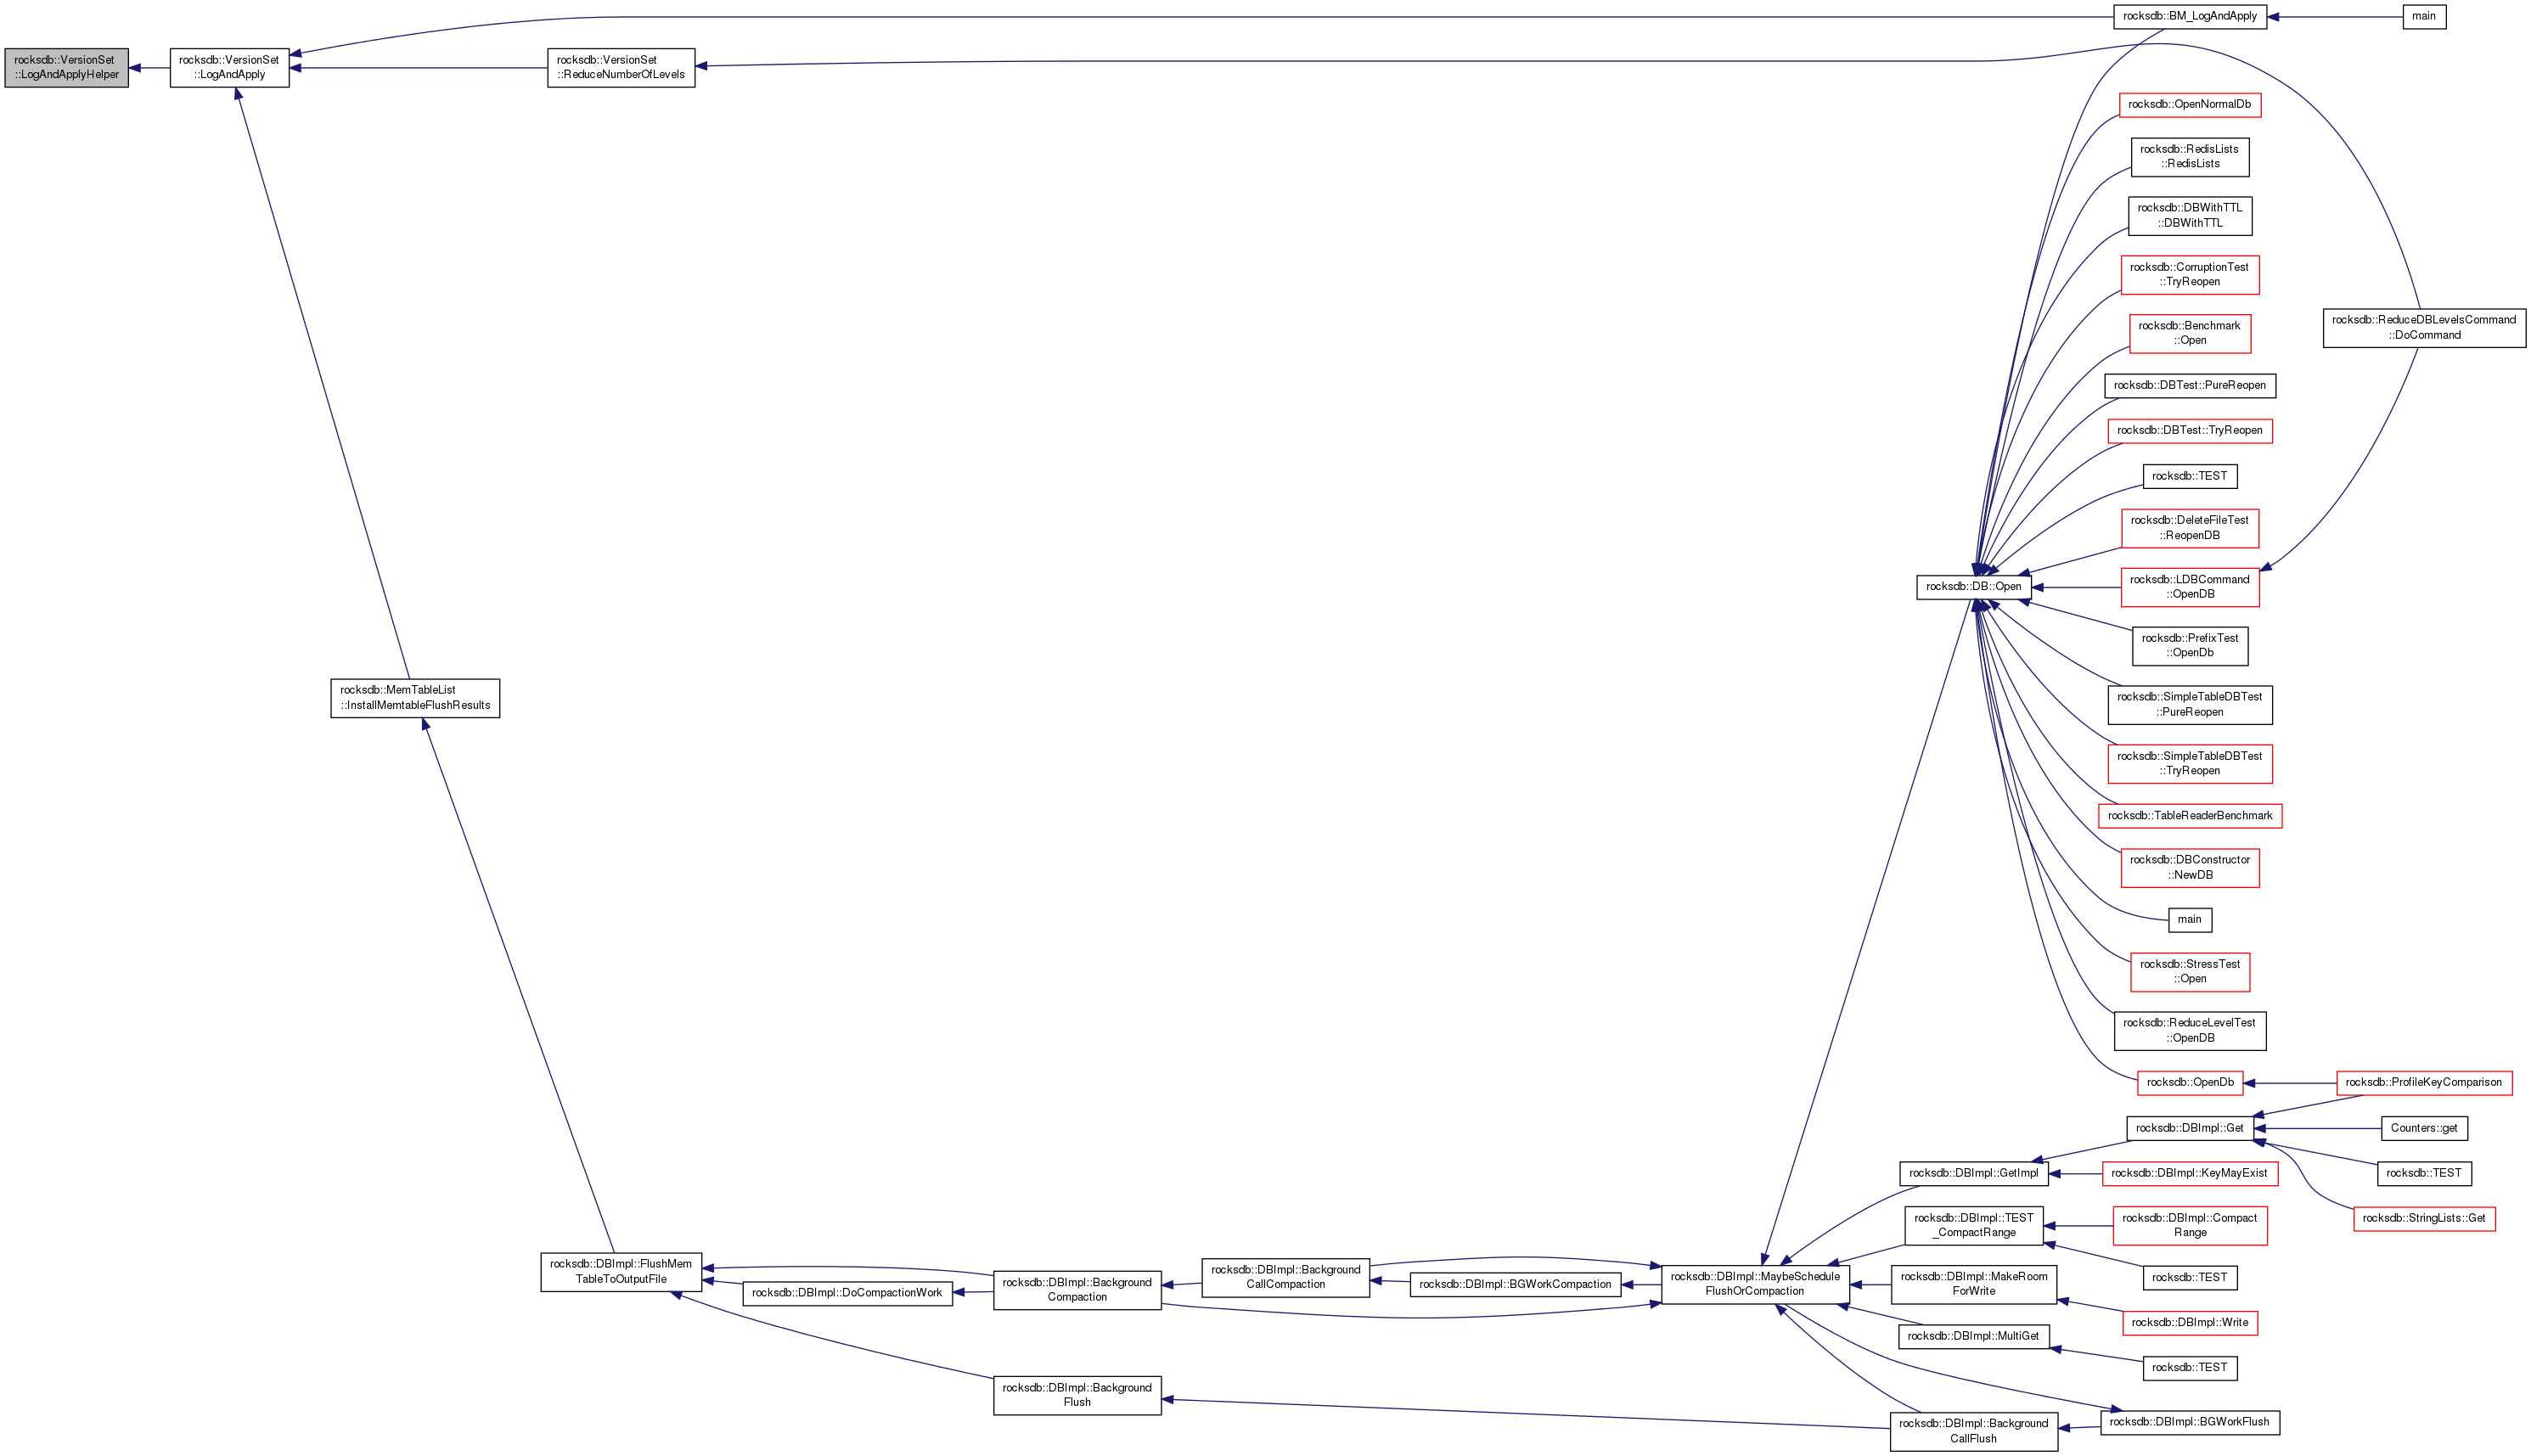 rocksdb::VersionSet
::LogAndApplyHelper
rocksdb::VersionSet
::LogAndApply
rocksdb::VersionSet
::ReduceNumberOfLevels
rocksdb::MemTableList
::InstallMemtableFlushResults
rocksdb::DBImpl::FlushMem
TableToOutputFile
rocksdb::DBImpl::DoCompactionWork
rocksdb::DBImpl::Background
Compaction
rocksdb::DBImpl::Background
Flush
rocksdb::DBImpl::Background
CallCompaction
rocksdb::DBImpl::BGWorkCompaction
rocksdb::DBImpl::MaybeSchedule
FlushOrCompaction
rocksdb::DB::Open
rocksdb::DBImpl::GetImpl
rocksdb::DBImpl::TEST
_CompactRange
rocksdb::DBImpl::MakeRoom
ForWrite
rocksdb::DBImpl::MultiGet
rocksdb::DBImpl::Background
CallFlush
rocksdb::BM_LogAndApply
main
rocksdb::OpenNormalDb
rocksdb::RedisLists
::RedisLists
rocksdb::DBWithTTL
::DBWithTTL
rocksdb::CorruptionTest
::TryReopen
rocksdb::Benchmark
::Open
rocksdb::DBTest::PureReopen
rocksdb::DBTest::TryReopen
rocksdb::TEST
rocksdb::DeleteFileTest
::ReopenDB
rocksdb::LDBCommand
::OpenDB
rocksdb::ReduceDBLevelsCommand
::DoCommand
rocksdb::PrefixTest
::OpenDb
rocksdb::SimpleTableDBTest
::PureReopen
rocksdb::SimpleTableDBTest
::TryReopen
rocksdb::TableReaderBenchmark
rocksdb::DBConstructor
::NewDB
main
rocksdb::StressTest
::Open
rocksdb::ReduceLevelTest
::OpenDB
rocksdb::OpenDb
rocksdb::ProfileKeyComparison
rocksdb::DBImpl::Get
Counters::get
rocksdb::DBImpl::KeyMayExist
rocksdb::TEST
rocksdb::StringLists::Get
rocksdb::DBImpl::Compact
Range
rocksdb::TEST
rocksdb::DBImpl::Write
rocksdb::TEST
rocksdb::DBImpl::BGWorkFlush